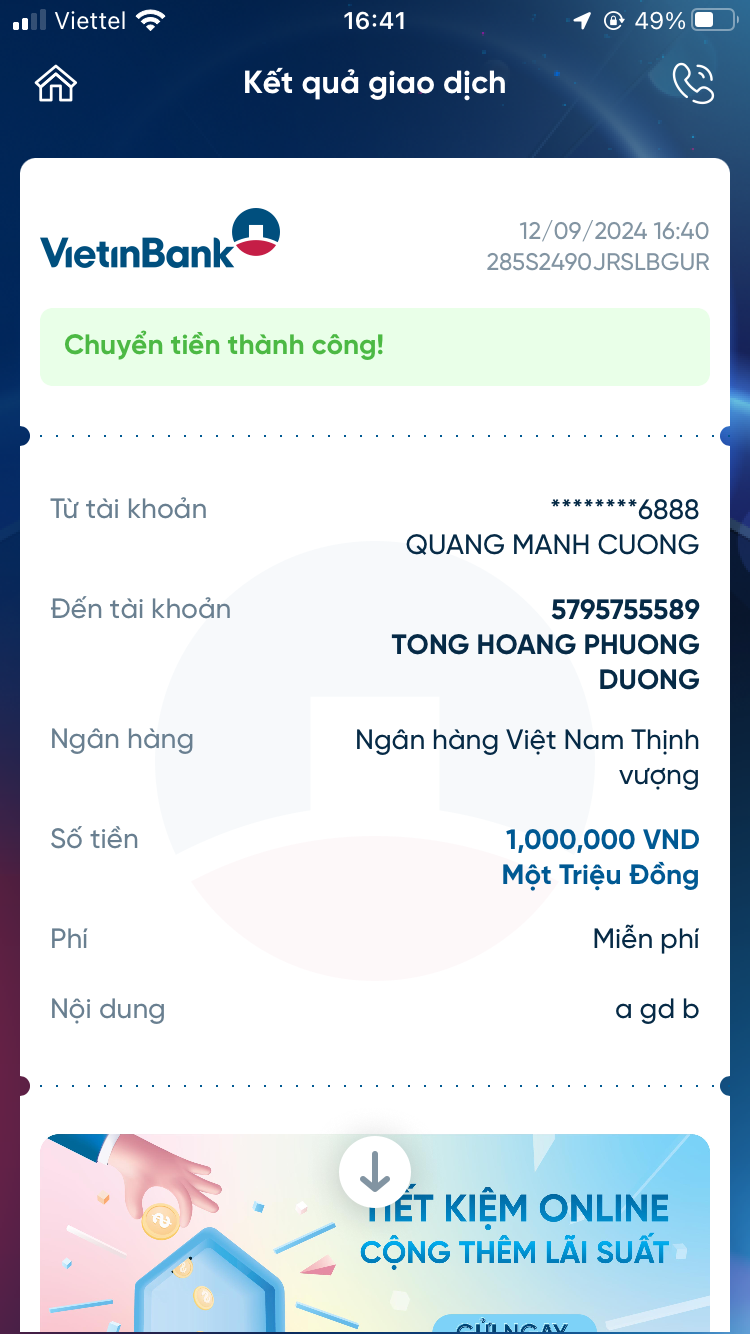 Viettel 16:41 49%
Kết quả giao dịch
VietinBank
12/09/2024 16:40
285S2490JRSLBGUR
Chuyển tiền thành công!
Từ tài khoản ********6888
QUANG MANH CUONG
Đến tài khoản 5795755589
TONG HOANG PHUONG
DUONG
Ngân hàng Ngân hàng Việt Nam Thịnh
vượng
Số tiền 1,000,000 VND
Một Triệu Đồng
Phí Miễn phí
Nội dung a gd b
TIẾT KIỆM ONLINE
CỘNG THÊM LÃI SUẤT
GỬI NGAY